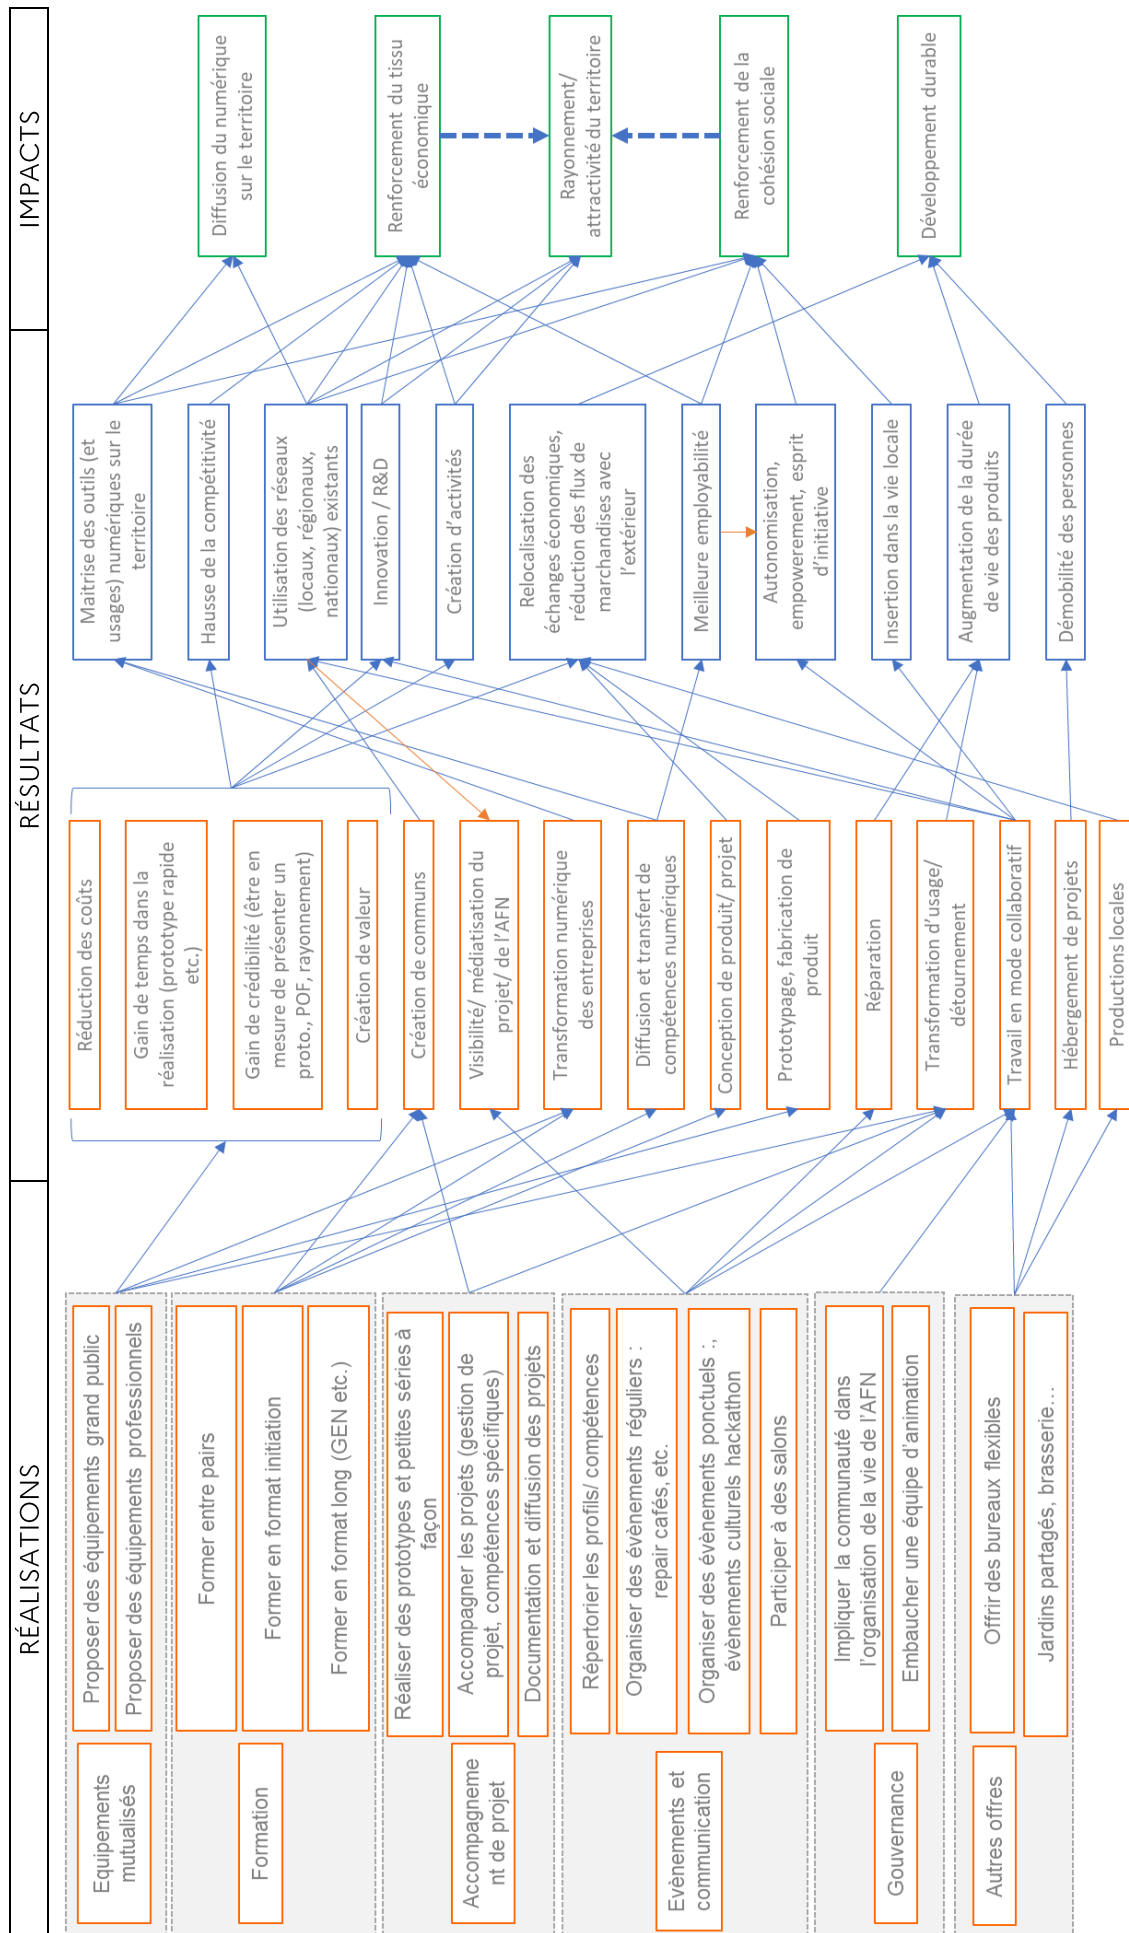 RÉALISATIONS
RÉSULTATS
IMPACTS
Equipements
mutualisés
Proposer des équipements grand public
Proposer des équipements professionnels
Formation
Former entre pairs
Former en format initiation
Former en format long (GEN etc.)
Accompagneme
nt de projet
Réaliser des prototypes et petites séries à
façon
Accompagner les projets (gestion de
projet, compétences spécifiques)
Documentation et diffusion des projets
Evènements et
communication
Répertorier les profils/ compétences
Organiser des évènements réguliers :
repair cafés, etc.
Organiser des évènements ponctuels :,
évènements culturels hackathon
Participer à des salons
Gouvernance
Impliquer la communauté dans
l'organisation de la vie de l'AFN
Embaucher une équipe d'animation
Autres offres
Offrir des bureaux flexibles
Jardins partagés, brasserie…
Réduction des coûts
Gain de temps dans la
réalisation (prototype rapide
etc.)
Gain de crédibilité (être en
mesure de présenter un
proto., POF, rayonnement)
Création de valeur
Création de communs
Visibilité/ médiatisation du
projet/ de l'AFN
Transformation numérique
des entreprises
Diffusion et transfert de
compétences numériques
Conception de produit/ projet
Prototypage, fabrication de
produit
Réparation
Transformation d'usage/
détournement
Travail en mode collaboratif
Hébergement de projets
Productions locales
Maitrise des outils (et
usages) numériques sur le
territoire
Hausse de la compétitivité
Utilisation des réseaux
(locaux, régionaux,
nationaux) existants
Innovation / R&D
Création d'activités
Relocalisation des
échanges économiques,
réduction des flux de
marchandises avec
l'extérieur
Meilleure employabilité
Autonomisation,
empowerement, esprit
d'initiative
Insertion dans la vie locale
Augmentation de la durée
de vie des produits
Démobilité des personnes
Diffusion du numérique
sur le territoire
Renforcement du tissu
économique
Rayonnement/
attractivité du territoire
Renforcement de la
cohésion sociale
Développement durable